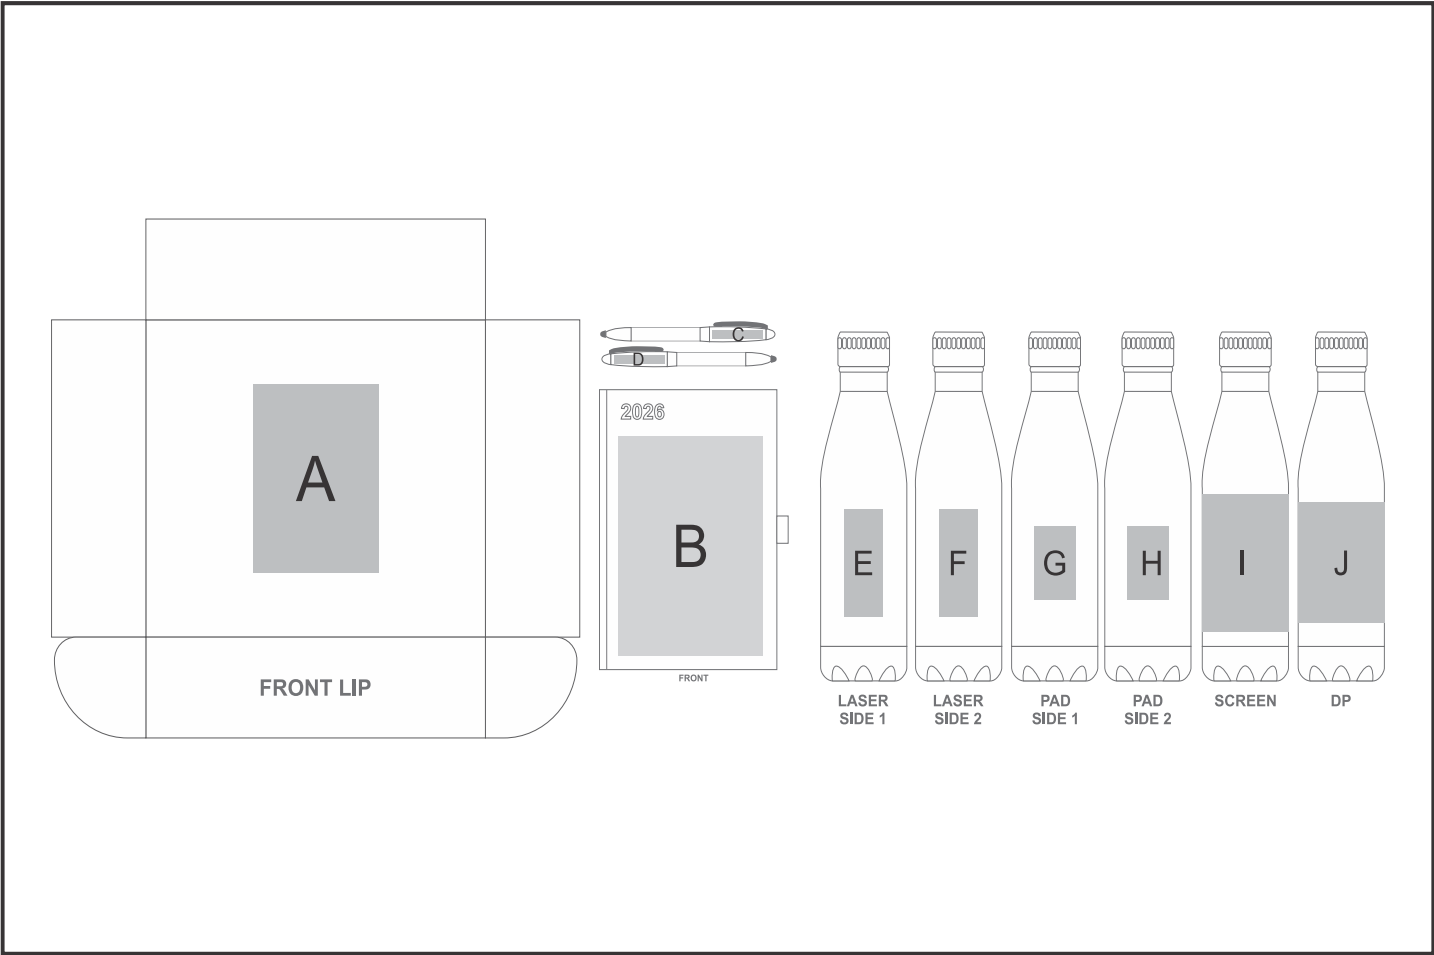 A
FRONT LIP
C
D
2026
B
FRONT
E
LASER
SIDE 1
F
LASER
SIDE 2
G
PAD
SIDE 1
H
PAD
SIDE 2
I
SCREEN
J
DP